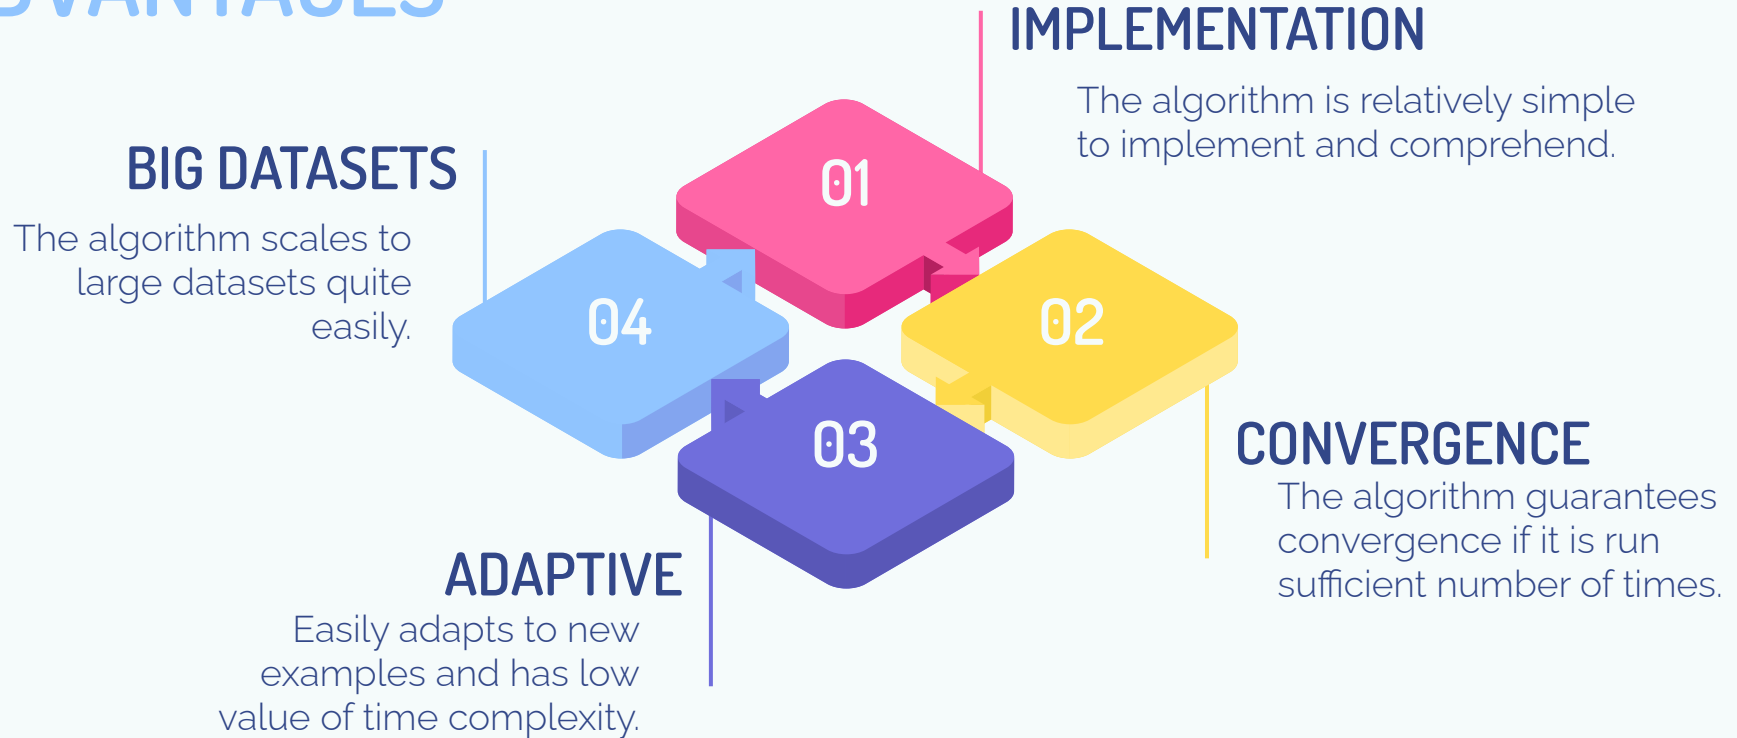 IMPLEMENTATION
The algorithm is relatively simple
to implement and comprehend.
BIG DATASETS
The algorithm scales to
large datasets quite
easily.
01
04
02
03
CONVERGENCE
The algorithm guarantees
convergence if it is run
sufficient number of times.
ADAPTIVE
Easily adapts to new
examples and has low
value of time complexity.